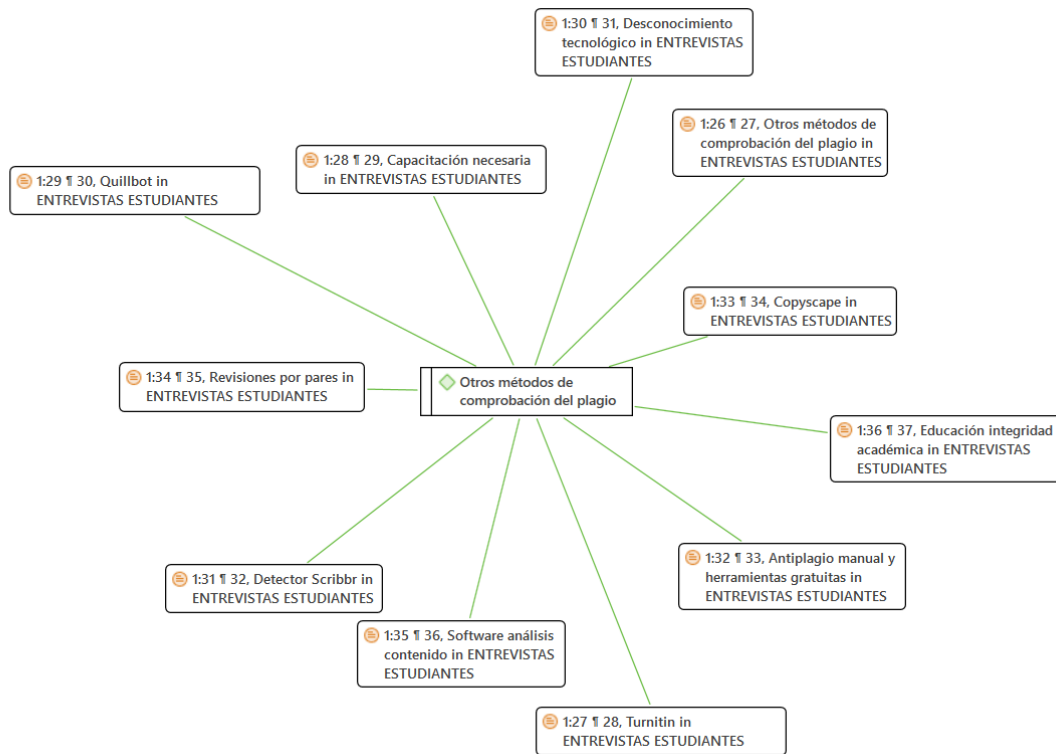 1:30 ¶ 31, Desconocimiento
tecnológico in ENTREVISTAS
ESTUDIANTES
1:26 ¶ 27, Otros métodos de
comprobación del plagio in
ENTREVISTAS ESTUDIANTES
1:28 ¶ 29, Capacitación necesaria
in ENTREVISTAS ESTUDIANTES
1:29 ¶ 30, Quillbot in
ENTREVISTAS ESTUDIANTES
1:33 ¶ 34, Copyscape in
ENTREVISTAS ESTUDIANTES
1:34 ¶ 35, Revisiones por pares in
ENTREVISTAS ESTUDIANTES
Otros métodos de
comprobación del plagio
1:36 ¶ 37, Educación integridad
académica in ENTREVISTAS
ESTUDIANTES
1:32 ¶ 33, Antiplagio manual y
herramientas gratuitas in
ENTREVISTAS ESTUDIANTES
1:31 ¶ 32, Detector Scribbr in
ENTREVISTAS ESTUDIANTES
1:35 ¶ 36, Software análisis
contenido in ENTREVISTAS
ESTUDIANTES
1:27 ¶ 28, Turnitin in
ENTREVISTAS ESTUDIANTES